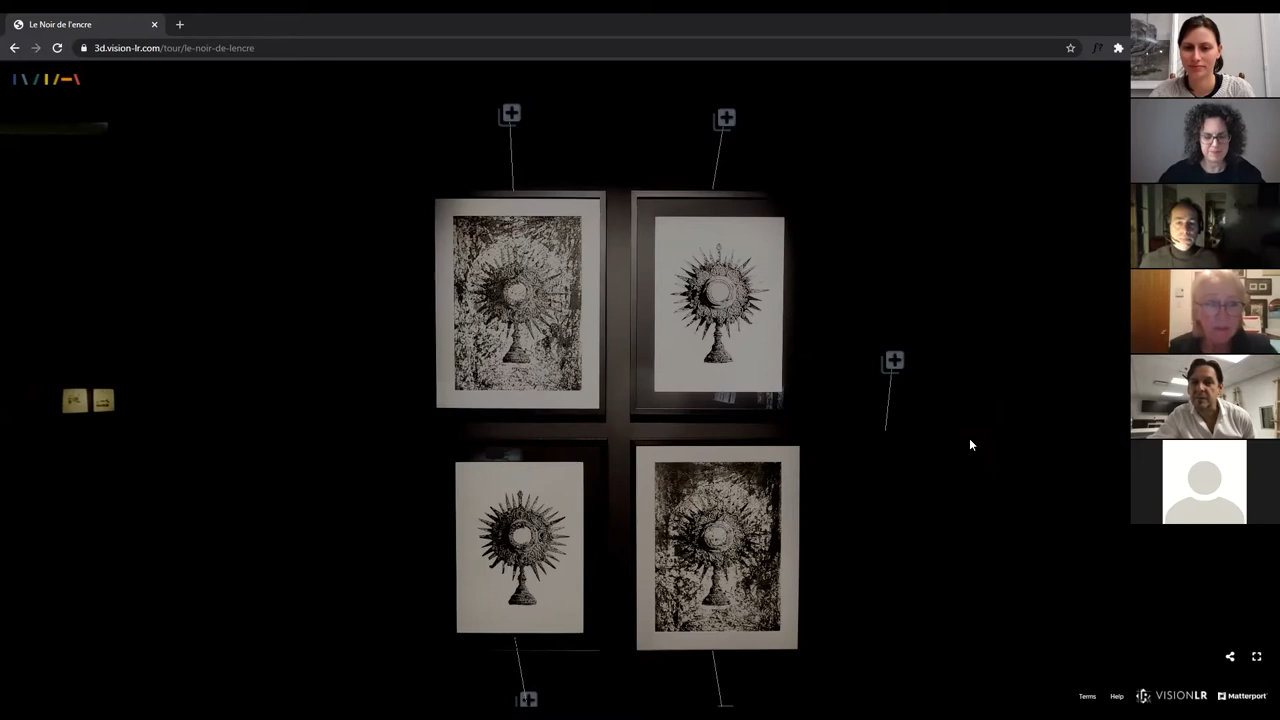 Le Noir de l'encre
3d.vision-lr.com/tour/le-noir-de-lencre
f?
Terms
Help
VISIONLR
Matterport